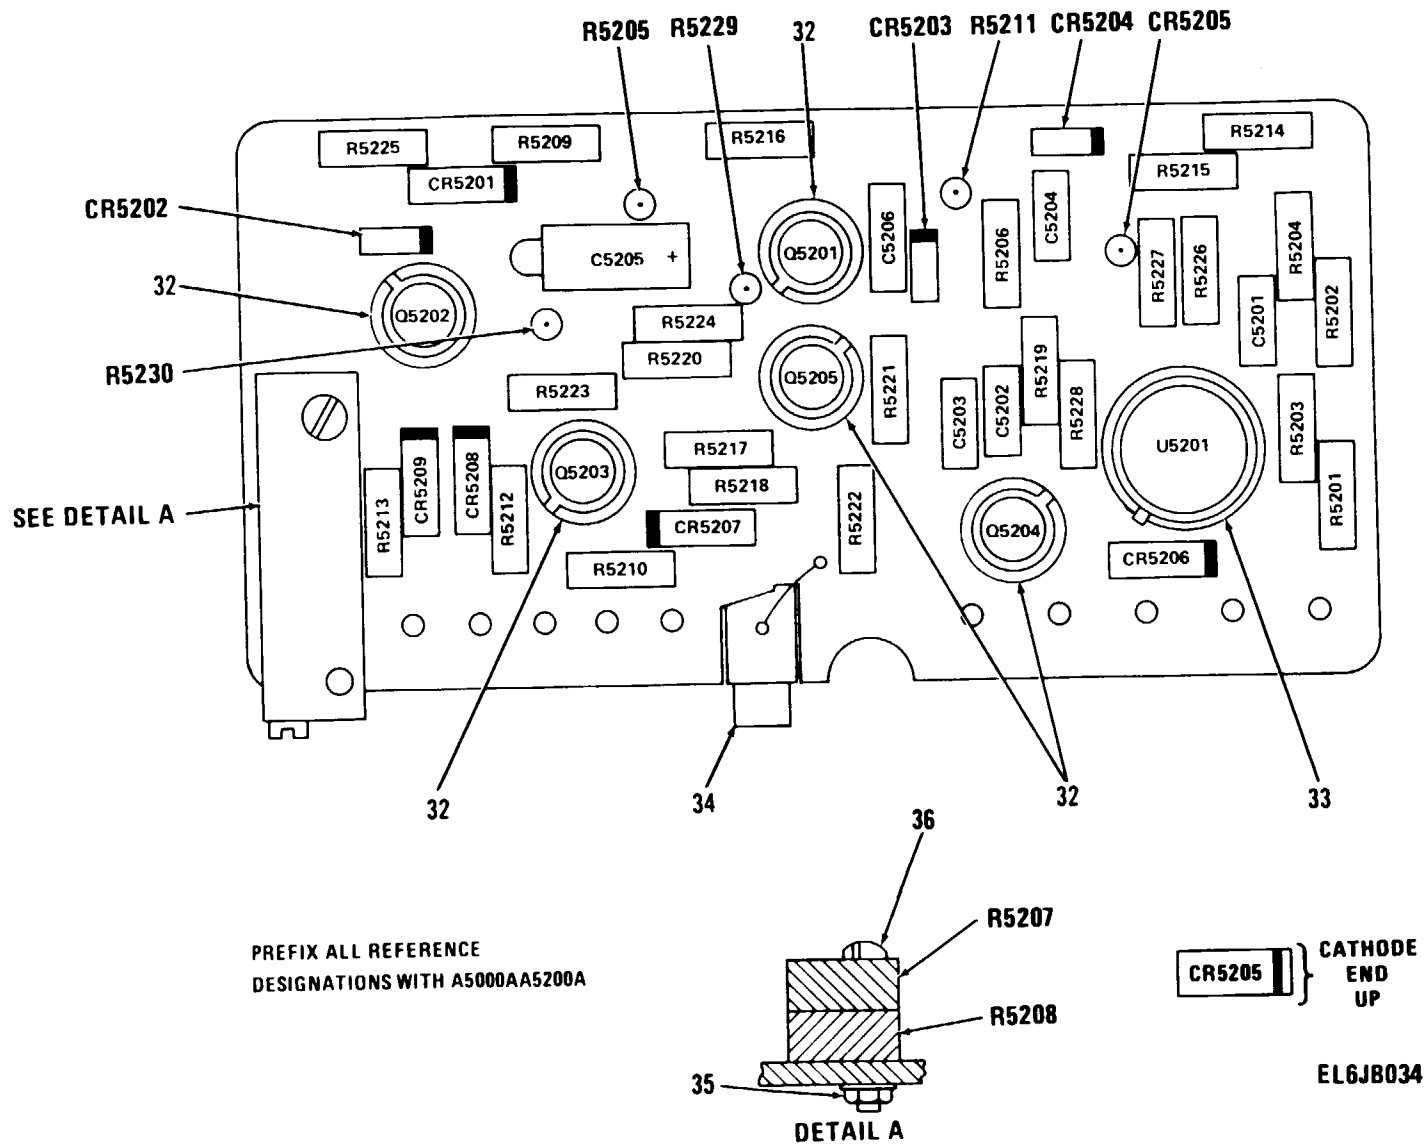 R5205 R5229 32 CR5203 R5211 CR5204 CR5205
R5225 R5209 R5216 R5214
CR5201 R5215
CR5202
C5205 +
Q5201
C5206
R5206
C5204
R5227
R5226
R5204
C5201
R5202
32
Q5202
R5224
R5220
R5230
R5223
Q5205
R5221
C5203
C5202
R5219
R5228
U5201
R5203
R5201
SEE DETAIL A
R5213
CR5209
CR5208
R5212
Q5203
R5217
R5218
CR5207
R5210
R5222
Q5204
CR5206
32 34 32 33
36
PREFIX ALL REFERENCE
DESIGNATIONS WITH A5000AA5200A
R5207
R5208
35
DETAIL A
CR5205
CATHODE
END
UP
EL6JB034